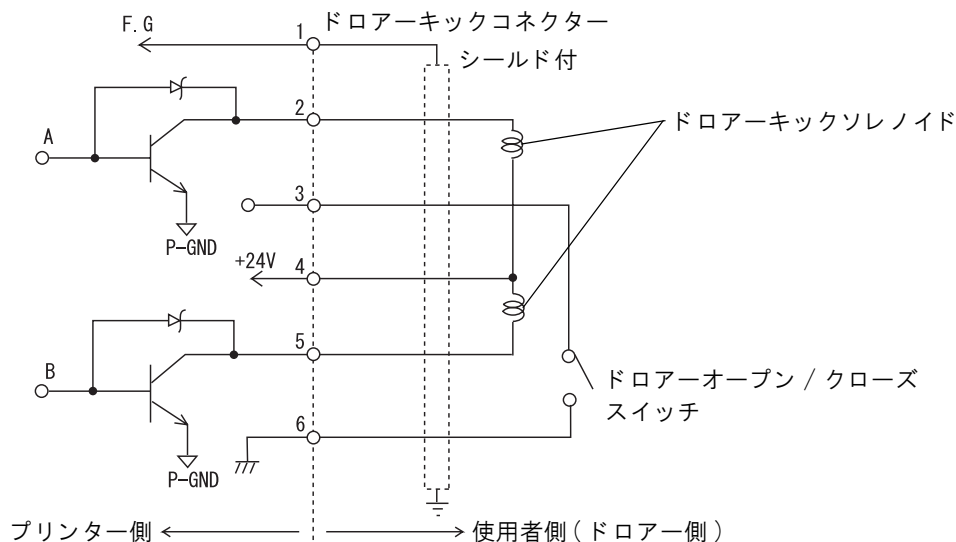 F.G
1
ドロアーキックコネクター
シールド付
2
A
ドロアーキックソレノイド
3
P-GND
+24V
4
5
B
ドロアーオープン / クローズ
スイッチ
6
P-GND
プリンター側
使用者側 ( ドロアー側 )